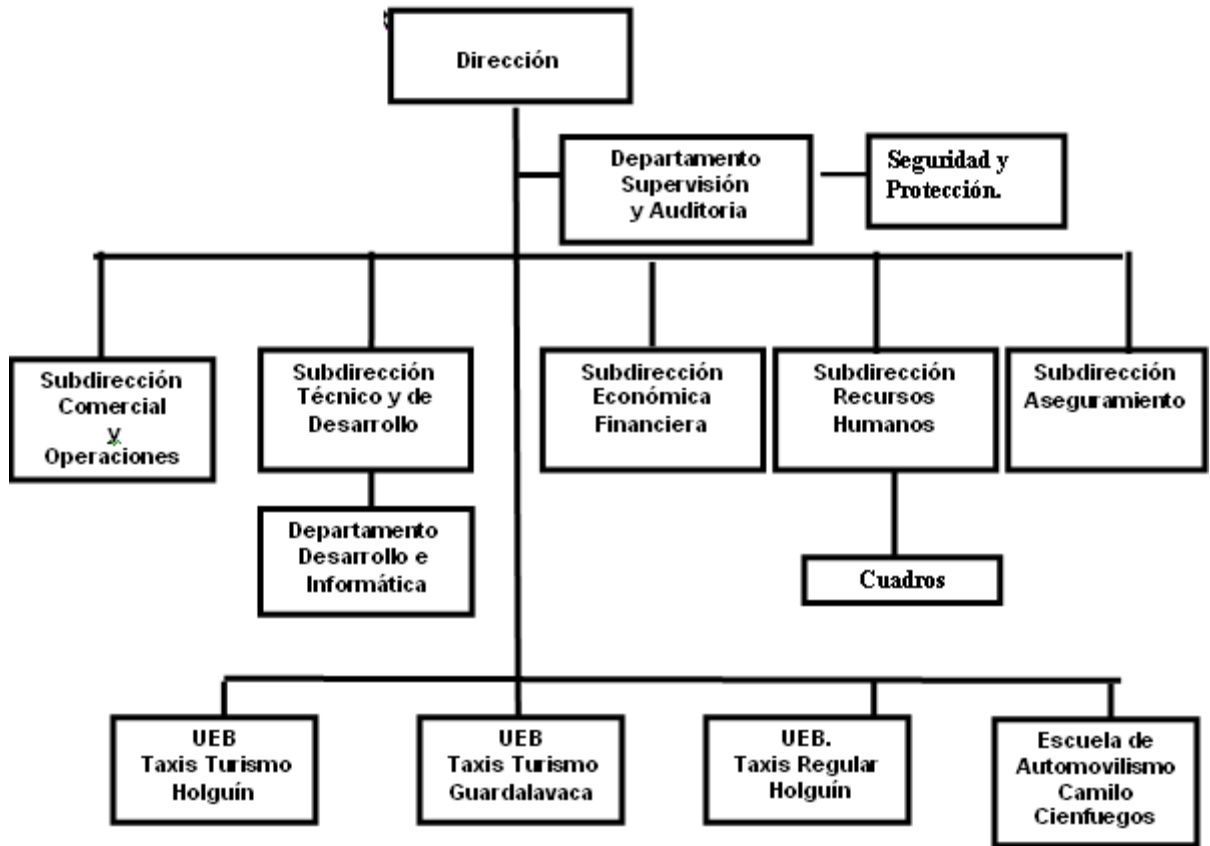 Dirección
Departamento
Supervisión
y Auditoria
Seguridad y
Protección.
Subdirección
Comercial
y
Operaciones
Subdirección
Técnico y de
Desarrollo
Subdirección
Económica
Financiera
Subdirección
Recursos
Humanos
Subdirección
Aseguramiento
Departamento
Desarrollo e
Informática
Cuadros
UEB
Taxis Turismo
Holguín
UEB
Taxis Turismo
Guardalavaca
UEB.
Taxis Regular
Holguín
Escuela de
Automovilismo
Camilo
Cienfuegos